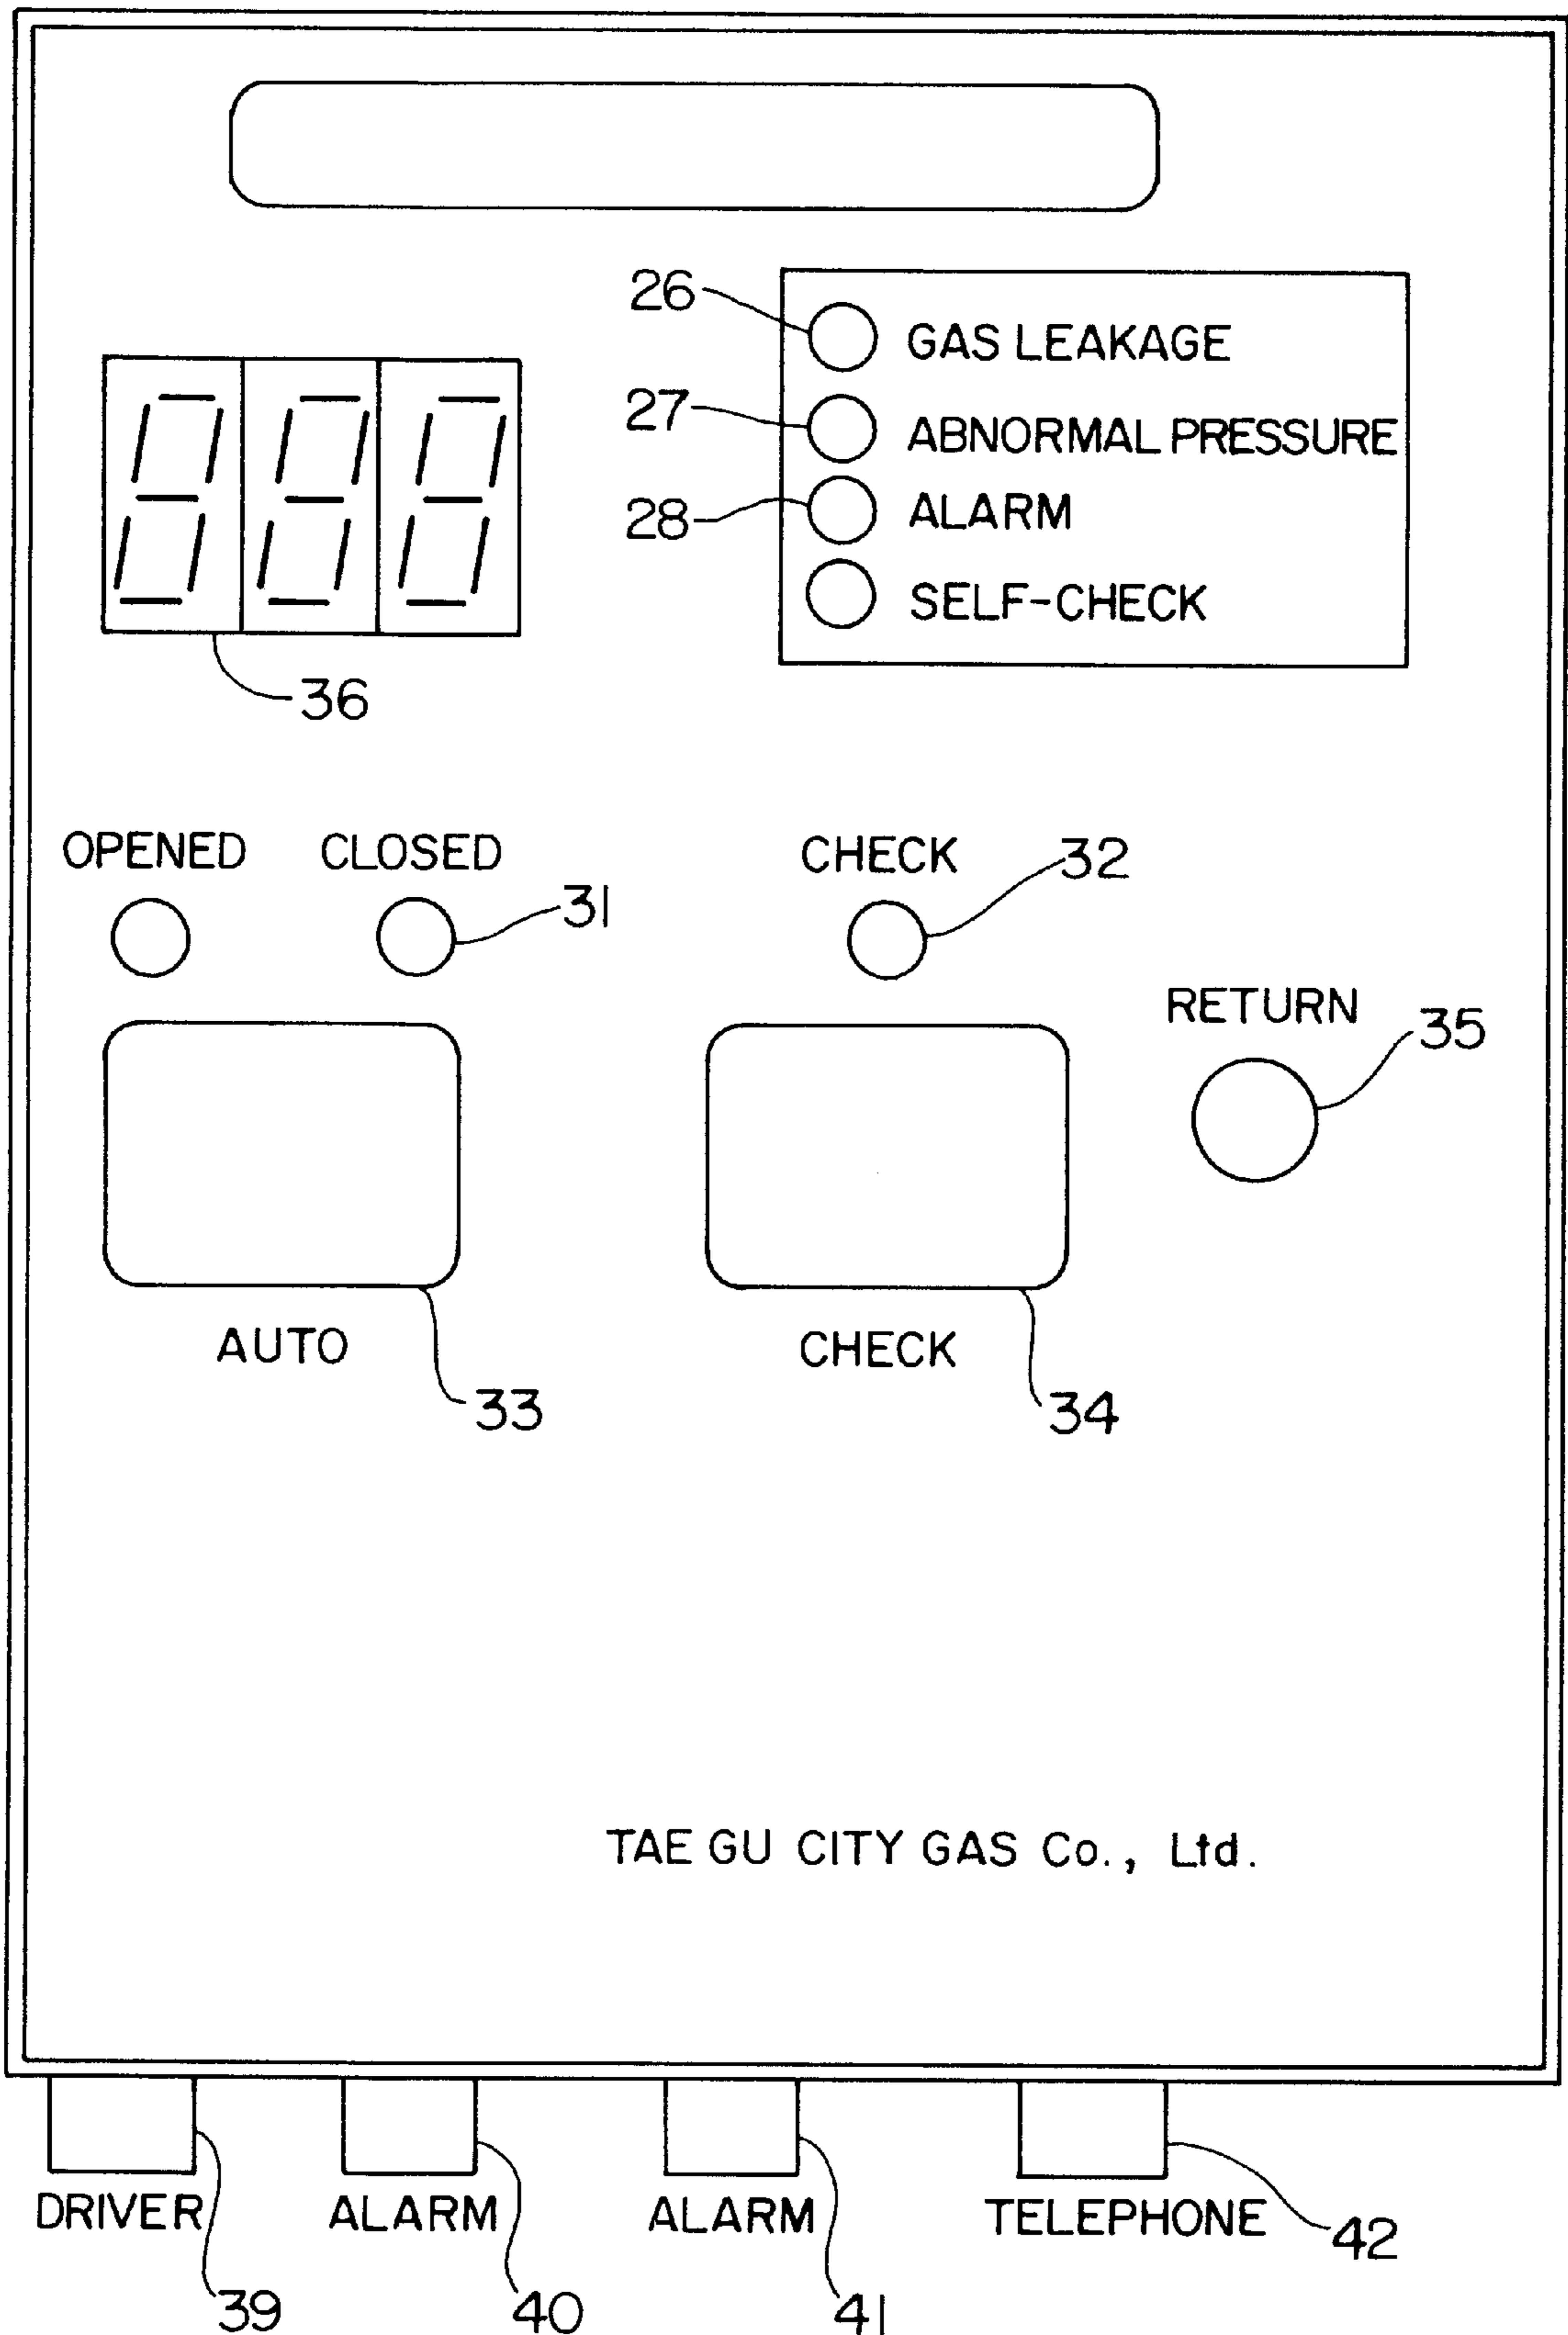 26
GAS LEAKAGE
27
ABNORMAL PRESSURE
28
ALARM
SELF-CHECK
888
36
OPENED CLOSED CHECK 32
31
RETURN
35
AUTO CHECK
33 34
TAE GU CITY GAS Co., Ltd.
DRIVER ALARM ALARM TELEPHONE
42
39 40 41